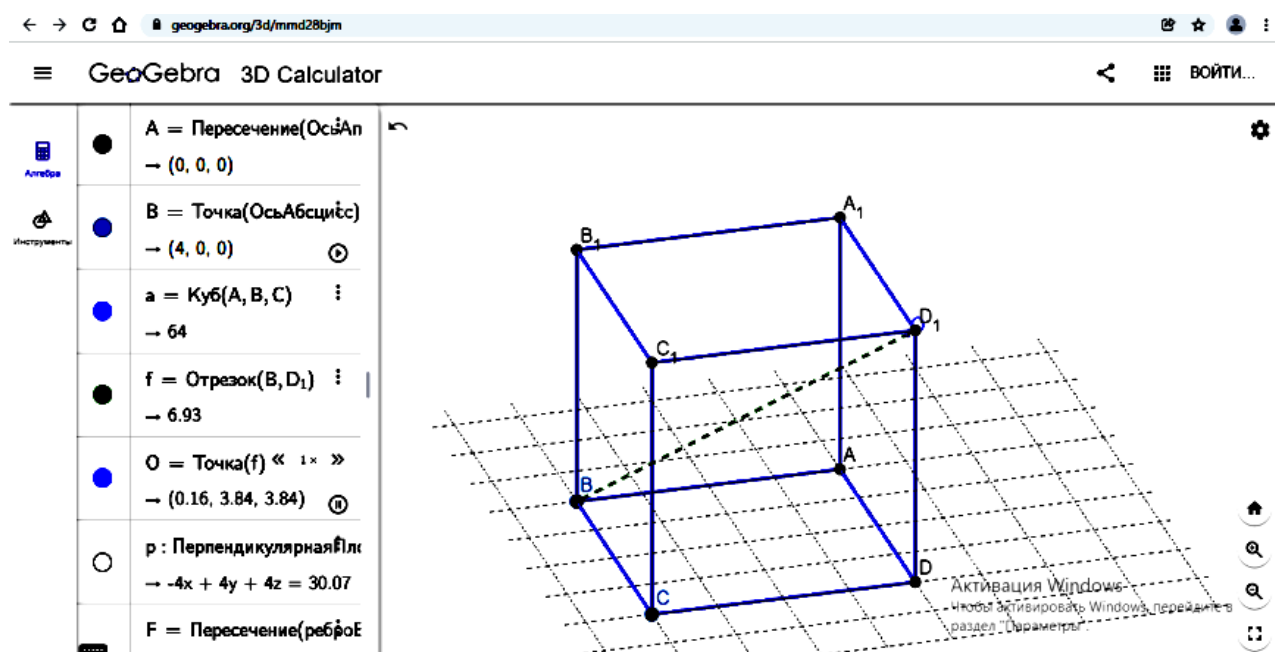 geogebra.org/3d/mmd28bjm
GeoGebra 3D Calculator
ВОЙТИ...
Алгебра
Инструменты
A = Пересечение(ОсьАп
→ (0, 0, 0)
B = Точка(ОсьАбсцисс)
→ (4, 0, 0)
a = Куб(A, B, C)
→ 64
f = Отрезок(B, D₁)
→ 6.93
O = Точка(f) « 1× »
→ (0.16, 3.84, 3.84)
p : Перпендикулярная
→ -4x + 4y + 4z = 30.07
F = Пересечение(
A₁
B₁
D₁
C₁
A
B
D
C
Активация Windows
Чтобы активировать Windows, перейдите в
раздел "Параметры".